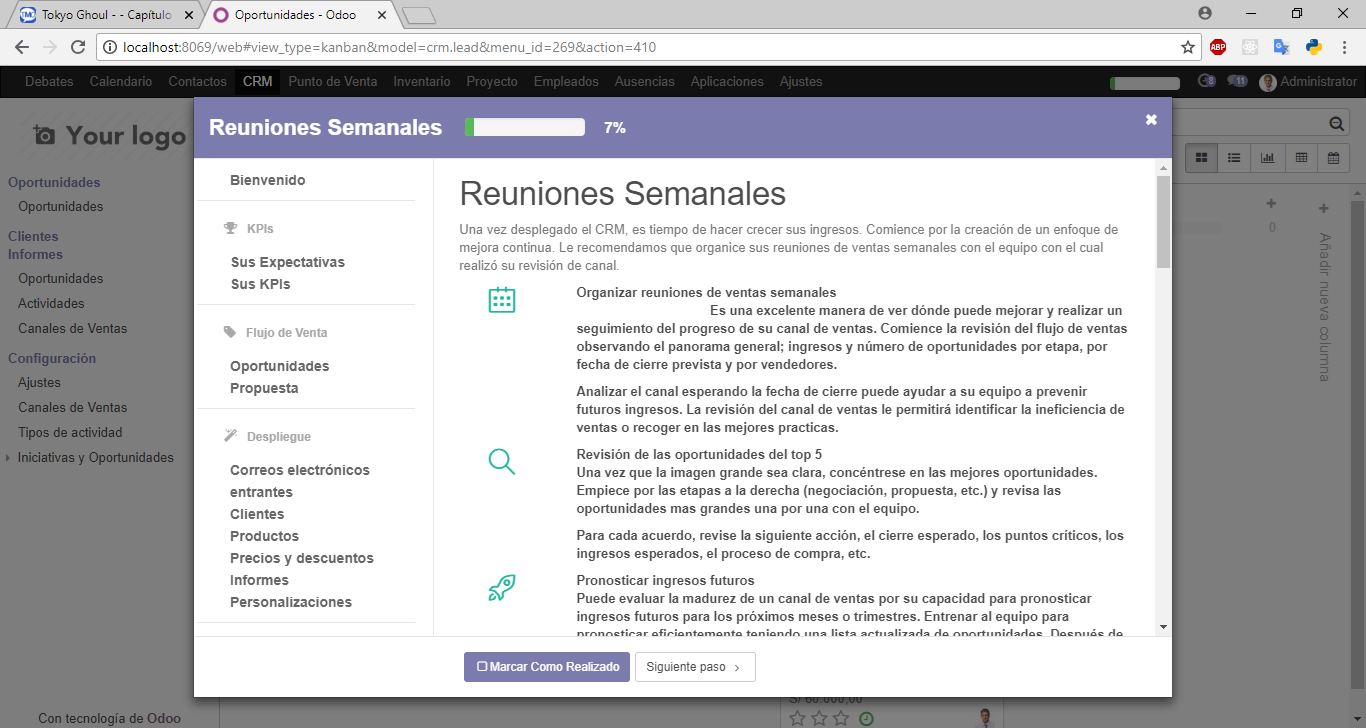 Tokyo Ghoul - - Capítulo
Oportunidades - Odoo
localhost:8069/web#view_type=kanban&model=crm.lead&menu_id=269&action=410
ABP
Debates Calendario Contactos CRM Punto de Venta Inventario Proyecto Empleados Ausencias Aplicaciones Ajustes
8 11 Administrator
Your logo
Oportunidades
Oportunidades
Clientes
Informes
Oportunidades
Actividades
Canales de Ventas
Configuración
Ajustes
Canales de Ventas
Tipos de actividad
Iniciativas y Oportunidades
Con tecnología de Odoo
Reuniones Semanales 7%
Bienvenido
KPIs
Sus Expectativas
Sus KPIs
Flujo de Venta
Oportunidades
Propuesta
Despliegue
Correos electrónicos
entrantes
Clientes
Productos
Precios y descuentos
Informes
Personalizaciones
Reuniones Semanales
Una vez desplegado el CRM, es tiempo de hacer crecer sus ingresos. Comience por la creación de un enfoque de
mejora continua. Le recomendamos que organice sus reuniones de ventas semanales con el equipo con el cual
realizó su revisión de canal.
Organizar reuniones de ventas semanales
Es una excelente manera de ver dónde puede mejorar y realizar un
seguimiento del progreso de su canal de ventas. Comience la revisión del flujo de ventas
observando el panorama general; ingresos y número de oportunidades por etapa, por
fecha de cierre prevista y por vendedores.
Analizar el canal esperando la fecha de cierre puede ayudar a su equipo a prevenir
futuros ingresos. La revisión del canal de ventas le permitirá identificar la ineficiencia de
ventas o recoger en las mejores practicas.
Revisión de las oportunidades del top 5
Una vez que la imagen grande sea clara, concéntrese en las mejores oportunidades.
Empiece por las etapas a la derecha (negociación, propuesta, etc.) y revisa las
oportunidades mas grandes una por una con el equipo.
Para cada acuerdo, revise la siguiente acción, el cierre esperado, los puntos críticos, los
ingresos esperados, el proceso de compra, etc.
Pronosticar ingresos futuros
Puede evaluar la madurez de un canal de ventas por su capacidad para pronosticar
ingresos futuros para los próximos meses o trimestres. Entrenar al equipo para
pronosticar eficientemente teniendo una lista actualizada de oportunidades. Después de
Marcar Como Realizado
Siguiente paso
0
Añadir nueva columna
S/ 60.000,00